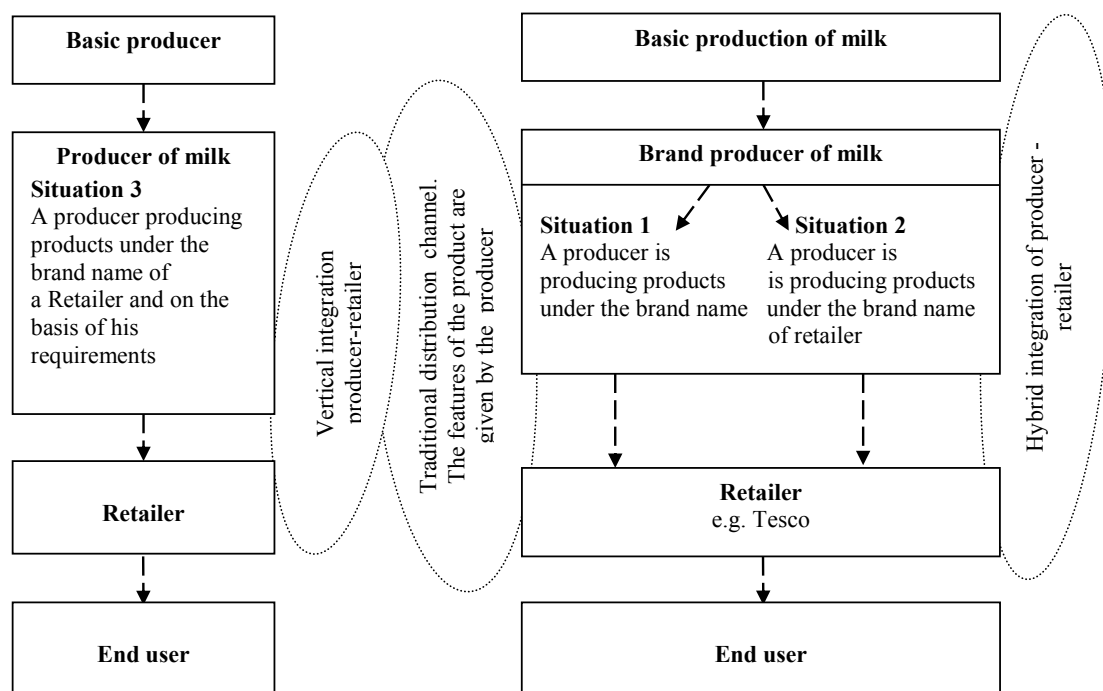 Basic producer
Producer of milk
Situation 3
A producer producing
products under the
brand name of
a Retailer and on the
basis of his
requirements
Retailer
End user
Vertical integration
producer-retailer
Traditional distribution channel.
The features of the product are
given by the producer
Basic production of milk
Brand producer of milk
Situation 1
A producer is
producing products
under the brand name
Situation 2
A producer is
is producing products
under the brand name
of retailer
Retailer
e.g. Tesco
End user
Hybrid integration of producer -
retailer